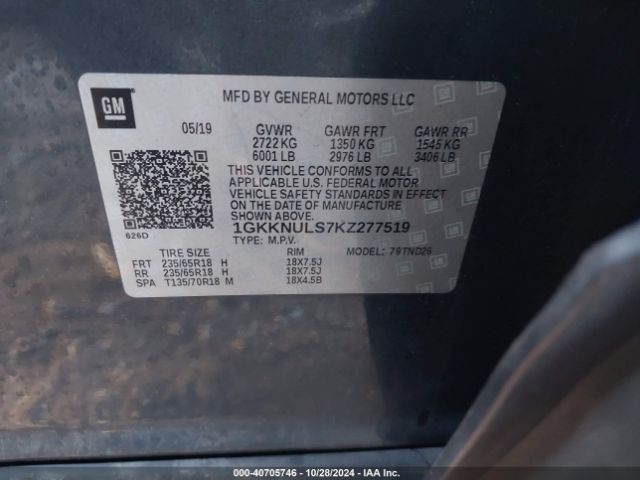 GM
MFD BY GENERAL MOTORS LLC
05/19 GVWR GAWR FRT GAWR RR
2722 KG 1350 KG 1545 KG
6001 LB 2976 LB 3406 LB
THIS VEHICLE CONFORMS TO ALL
APPLICABLE U.S. FEDERAL MOTOR
VEHICLE SAFETY STANDARDS IN EFFECT
ON THE DATE OF MANUFACTURE
SHOWN ABOVE.
626D 1GKKNULS7KZ277519
TYPE: M.P.V. MODEL: 79TND26
TIRE SIZE RIM
FRT 235/65R18 H 18X7.5J
RR 235/65R18 H 18X7.5J
SPA T135/70R18 M 18X4.5B
000-40705746 - 10/28/2024 - IAA Inc.